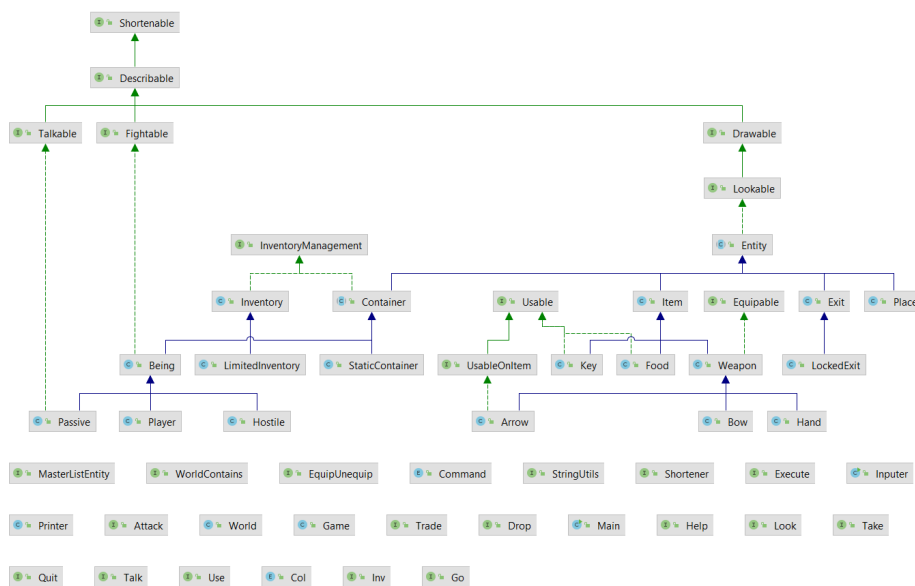 Shortenable
Describable
Talkable Fightable Drawable
Lookable
InventoryManagement Entity
Inventory Container Usable Item Equipable Exit Place
Being LimitedInventory StaticContainer UsableOnItem Key Food Weapon LockedExit
Passive Player Hostile Arrow Bow Hand
MasterListEntity WorldContains EquipUnequip Command StringUtils Shortener Execute Inputer
Printer Attack World Game Trade Drop Main Help Look Take
Quit Talk Use Col Inv Go